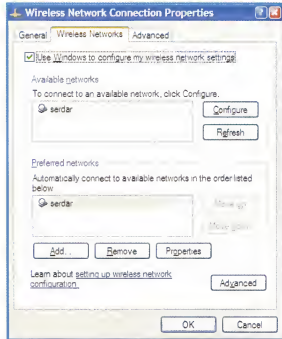 Wireless Network Connection Properties
General Wireless Networks Advanced
Use Windows to configure my wireless network settings
Available networks
To connect to an available network, click Configure.
serdar
Configure
Refresh
Preferred networks
Automatically connect to available networks in the order listed
below
serdar
Move up
Move down
Add... Remove Properties
Learn about setting up wireless network
configuration.
Advanced
OK Cancel